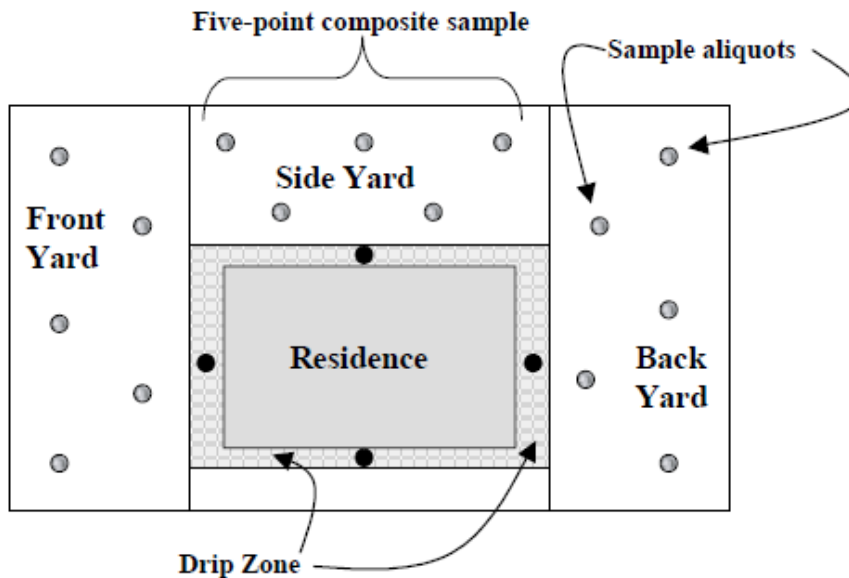 Five-point composite sample
Sample aliquots
Side Yard
Front
Yard
Residence
Back
Yard
Drip Zone